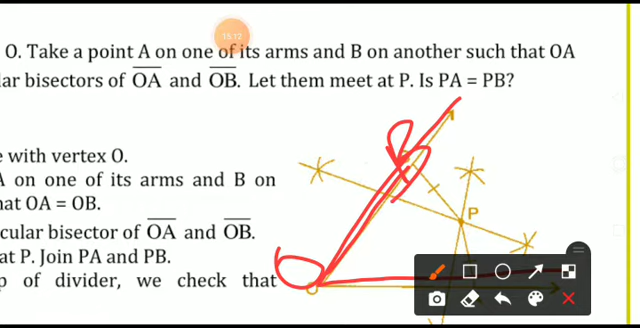 15:12
O. Take a point A on one of its arms and B on another such that OA
lar bisectors of OA and OB. Let them meet at P. Is PA = PB?
with vertex O.
A on one of its arms and B on
hat OA = OB.
cular bisector of OA and OB.
at P. Join PA and PB.
p of divider, we check that
B
P
O